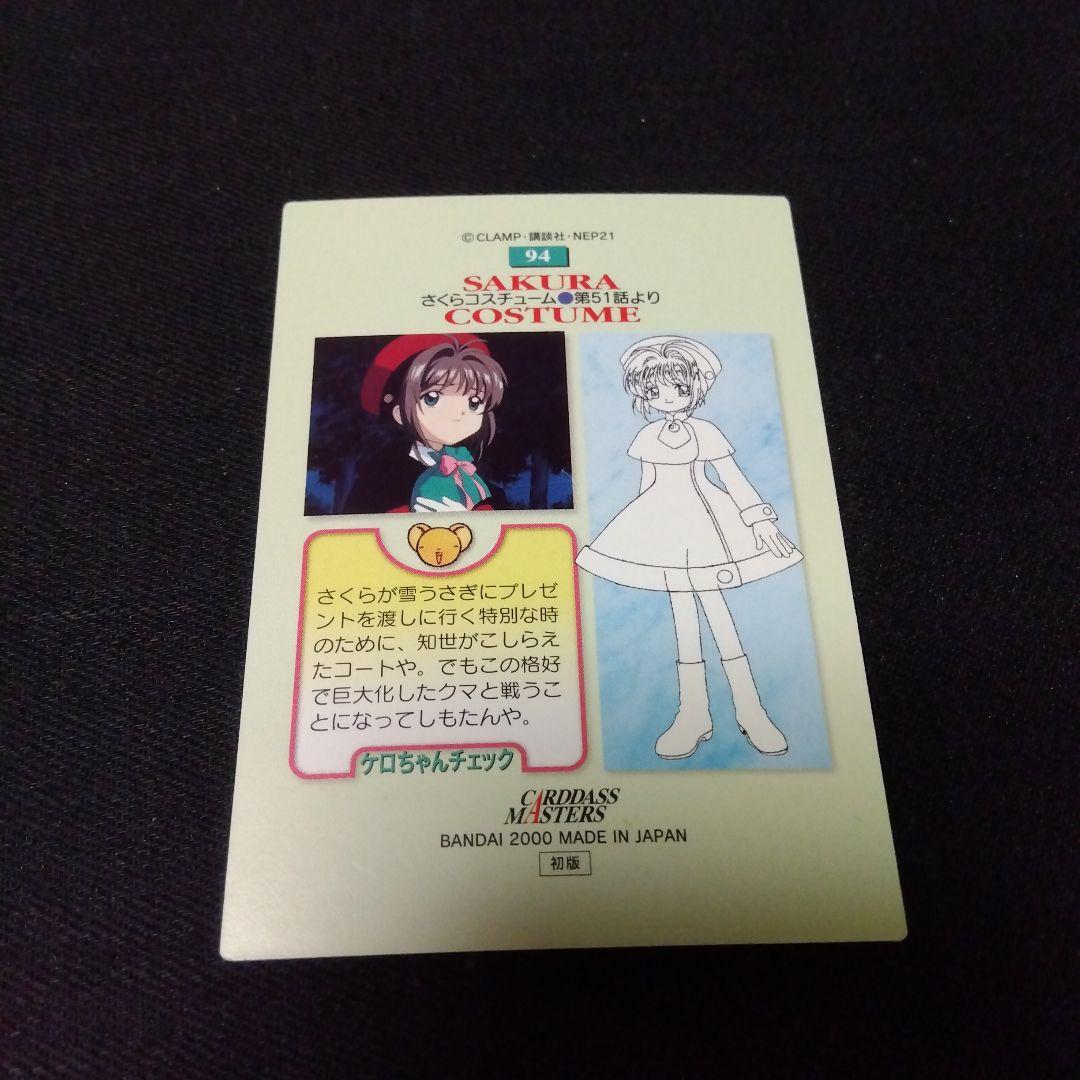 ©CLAMP・講談社・NEP21
94
SAKURA
さくらコスチューム●第51話より
COSTUME
さくらが雪うさぎにプレゼ
ントを渡しに行く特別な時
のために、知世がこしらえ
たコートや。でもこの格好
で巨大化したクマと戦うこ
とになってしもたんや。
ケロちゃんチェック
CARDDASS
MASTERS
BANDAI 2000 MADE IN JAPAN
初版